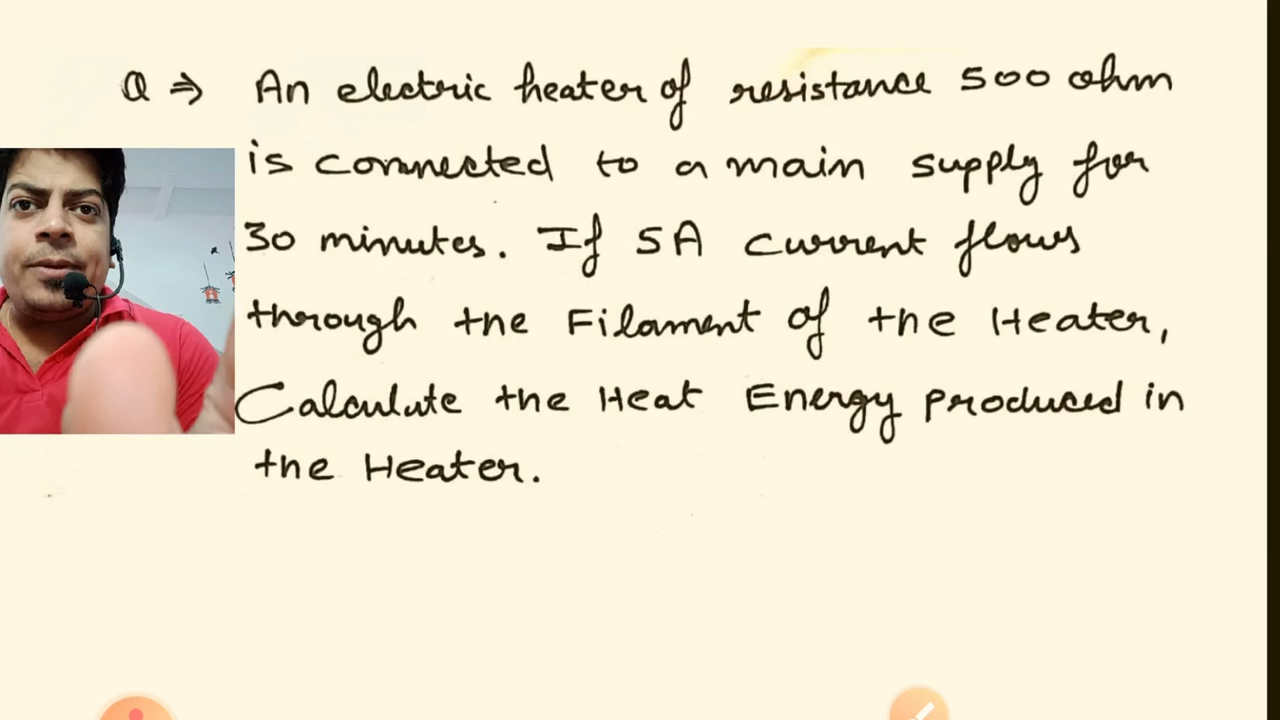 Q ⇒ An electric heater of resistance 500 ohm
is connected to a main supply for
30 minutes. If 5A current flows
through the Filament of the Heater,
Calculate the Heat Energy produced in
the Heater.